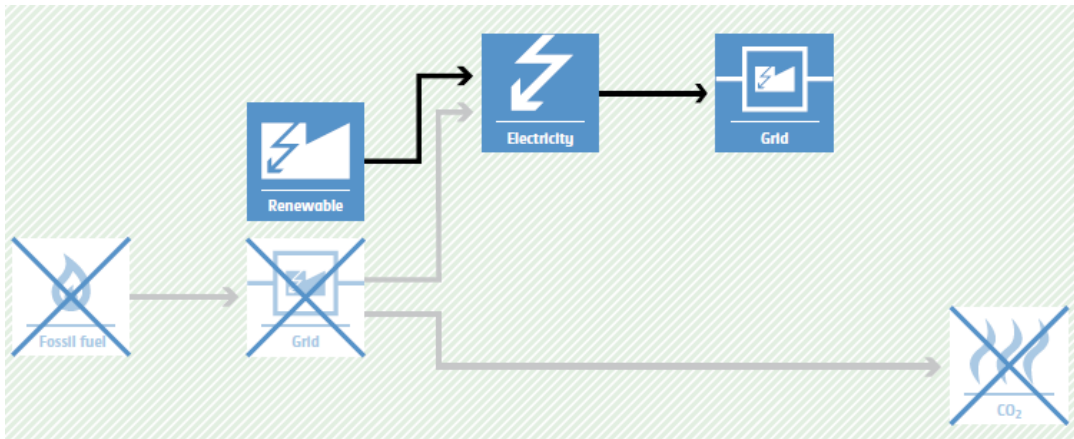 Electricity
Grid
Renewable
Fossil fuel
Grid
CO₂